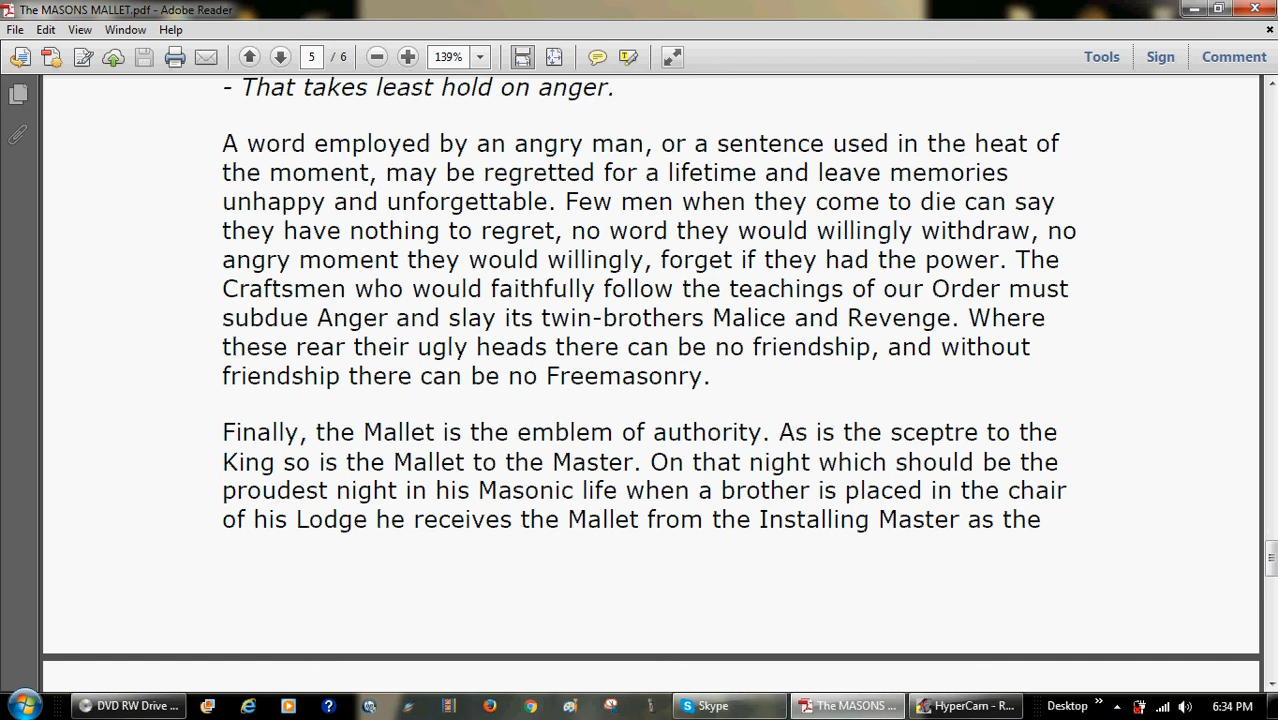 The MASONS MALLET.pdf - Adobe Reader
File Edit View Window Help
5 / 6 139% Tools Sign Comment
- That takes least hold on anger.
A word employed by an angry man, or a sentence used in the heat of
the moment, may be regretted for a lifetime and leave memories
unhappy and unforgettable. Few men when they come to die can say
they have nothing to regret, no word they would willingly withdraw, no
angry moment they would willingly, forget if they had the power. The
Craftsmen who would faithfully follow the teachings of our Order must
subdue Anger and slay its twin-brothers Malice and Revenge. Where
these rear their ugly heads there can be no friendship, and without
friendship there can be no Freemasonry.
Finally, the Mallet is the emblem of authority. As is the sceptre to the
King so is the Mallet to the Master. On that night which should be the
proudest night in his Masonic life when a brother is placed in the chair
of his Lodge he receives the Mallet from the Installing Master as the
DVD RW Drive ... Skype The MASONS ... HyperCam - R... Desktop 6:34 PM